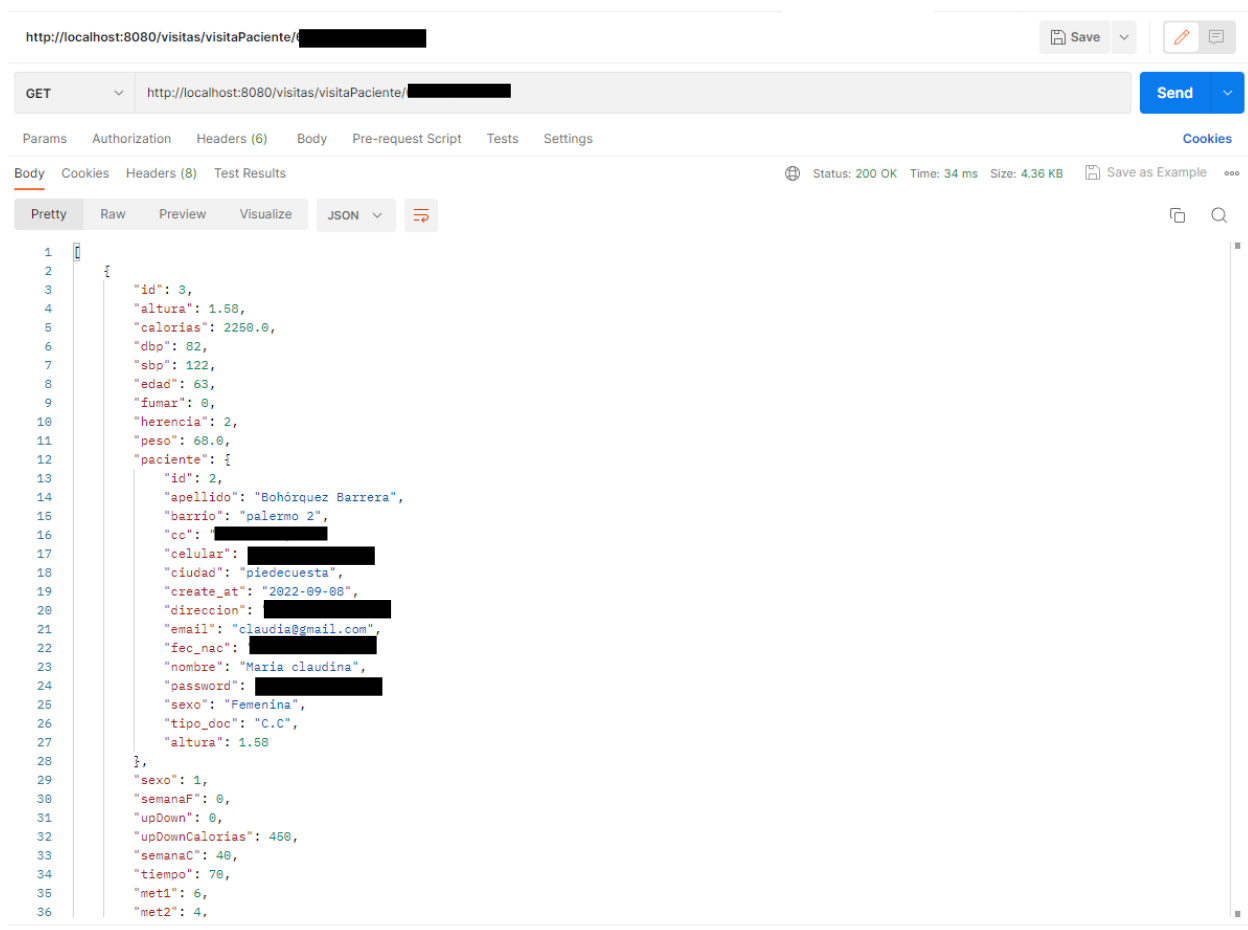 http://localhost:8080/visitas/visitaPaciente/
Save
GET http://localhost:8080/visitas/visitaPaciente/
Send
Params Authorization Headers (6) Body Pre-request Script Tests Settings Cookies
Body Cookies Headers (8) Test Results Status: 200 OK Time: 34 ms Size: 4.36 KB Save as Example
Pretty Raw Preview Visualize JSON
1 [
2 {
3 "id": 3,
4 "altura": 1.58,
5 "calorias": 2250.0,
6 "dbp": 82,
7 "sbp": 122,
8 "edad": 63,
9 "fumar": 0,
10 "herencia": 2,
11 "peso": 68.0,
12 "paciente": {
13 "id": 2,
14 "apellido": "Bohórquez Barrera",
15 "barrio": "palermo 2",
16 "cc": "
17 "celular":
18 "ciudad": "piedecuesta",
19 "create_at": "2022-09-08",
20 "direccion":
21 "email": "claudia@gmail.com",
22 "fec_nac":
23 "nombre": "Maria claudina",
24 "password":
25 "sexo": "Femenina",
26 "tipo_doc": "C.C",
27 "altura": 1.58
28 },
29 "sexo": 1,
30 "semanaF": 0,
31 "upDown": 0,
32 "upDownCalorias": 450,
33 "semanaC": 40,
34 "tiempo": 70,
35 "met1": 6,
36 "met2": 4,